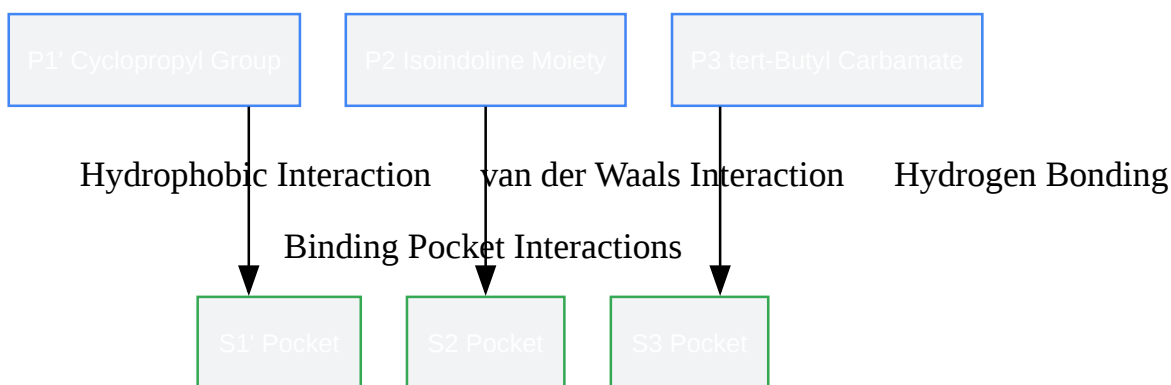 P1' Cyclopropyl Group
P2 Isoindoline Moiety
P3 tert-Butyl Carbamate
Hydrophobic Interaction
van der Waals Interaction
Hydrogen Bonding
Binding Pocket Interactions
S1' Pocket
S2 Pocket
S3 Pocket